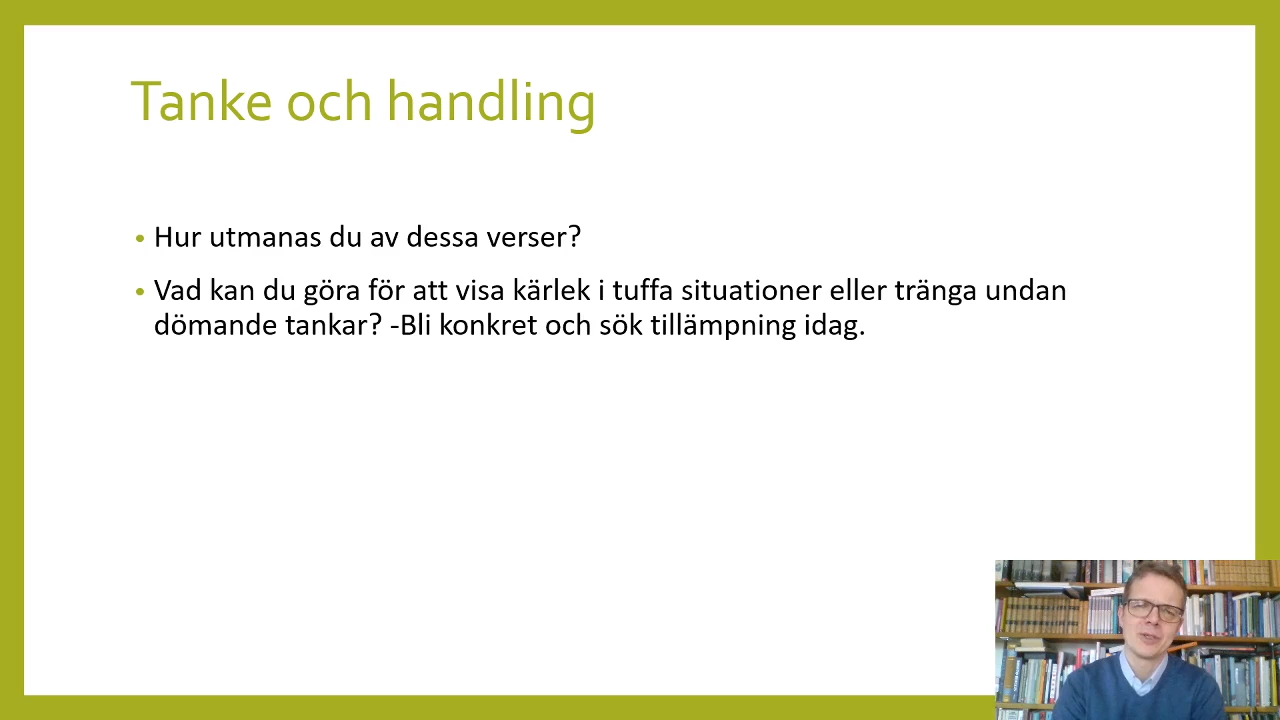 Tanke och handling
• Hur utmanas du av dessa verser?
• Vad kan du göra för att visa kärlek i tuffa situationer eller tränga undan
dömande tankar? -Bli konkret och sök tillämpning idag.